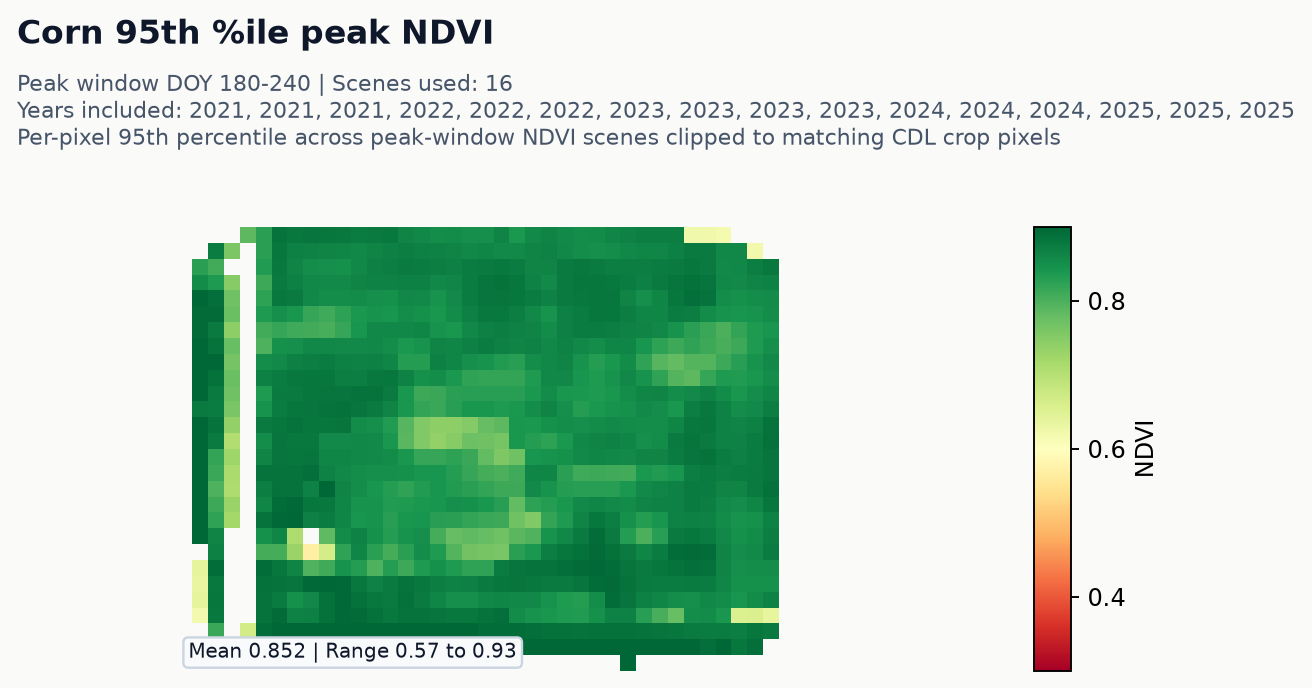 Corn 95th %ile peak NDVI
Peak window DOY 180-240 | Scenes used: 16
Years included: 2021, 2021, 2021, 2022, 2022, 2022, 2023, 2023, 2023, 2023, 2024, 2024, 2024, 2025, 2025, 2025
Per-pixel 95th percentile across peak-window NDVI scenes clipped to matching CDL crop pixels
0.8
0.6
NDVI
0.4
Mean 0.852 | Range 0.57 to 0.93